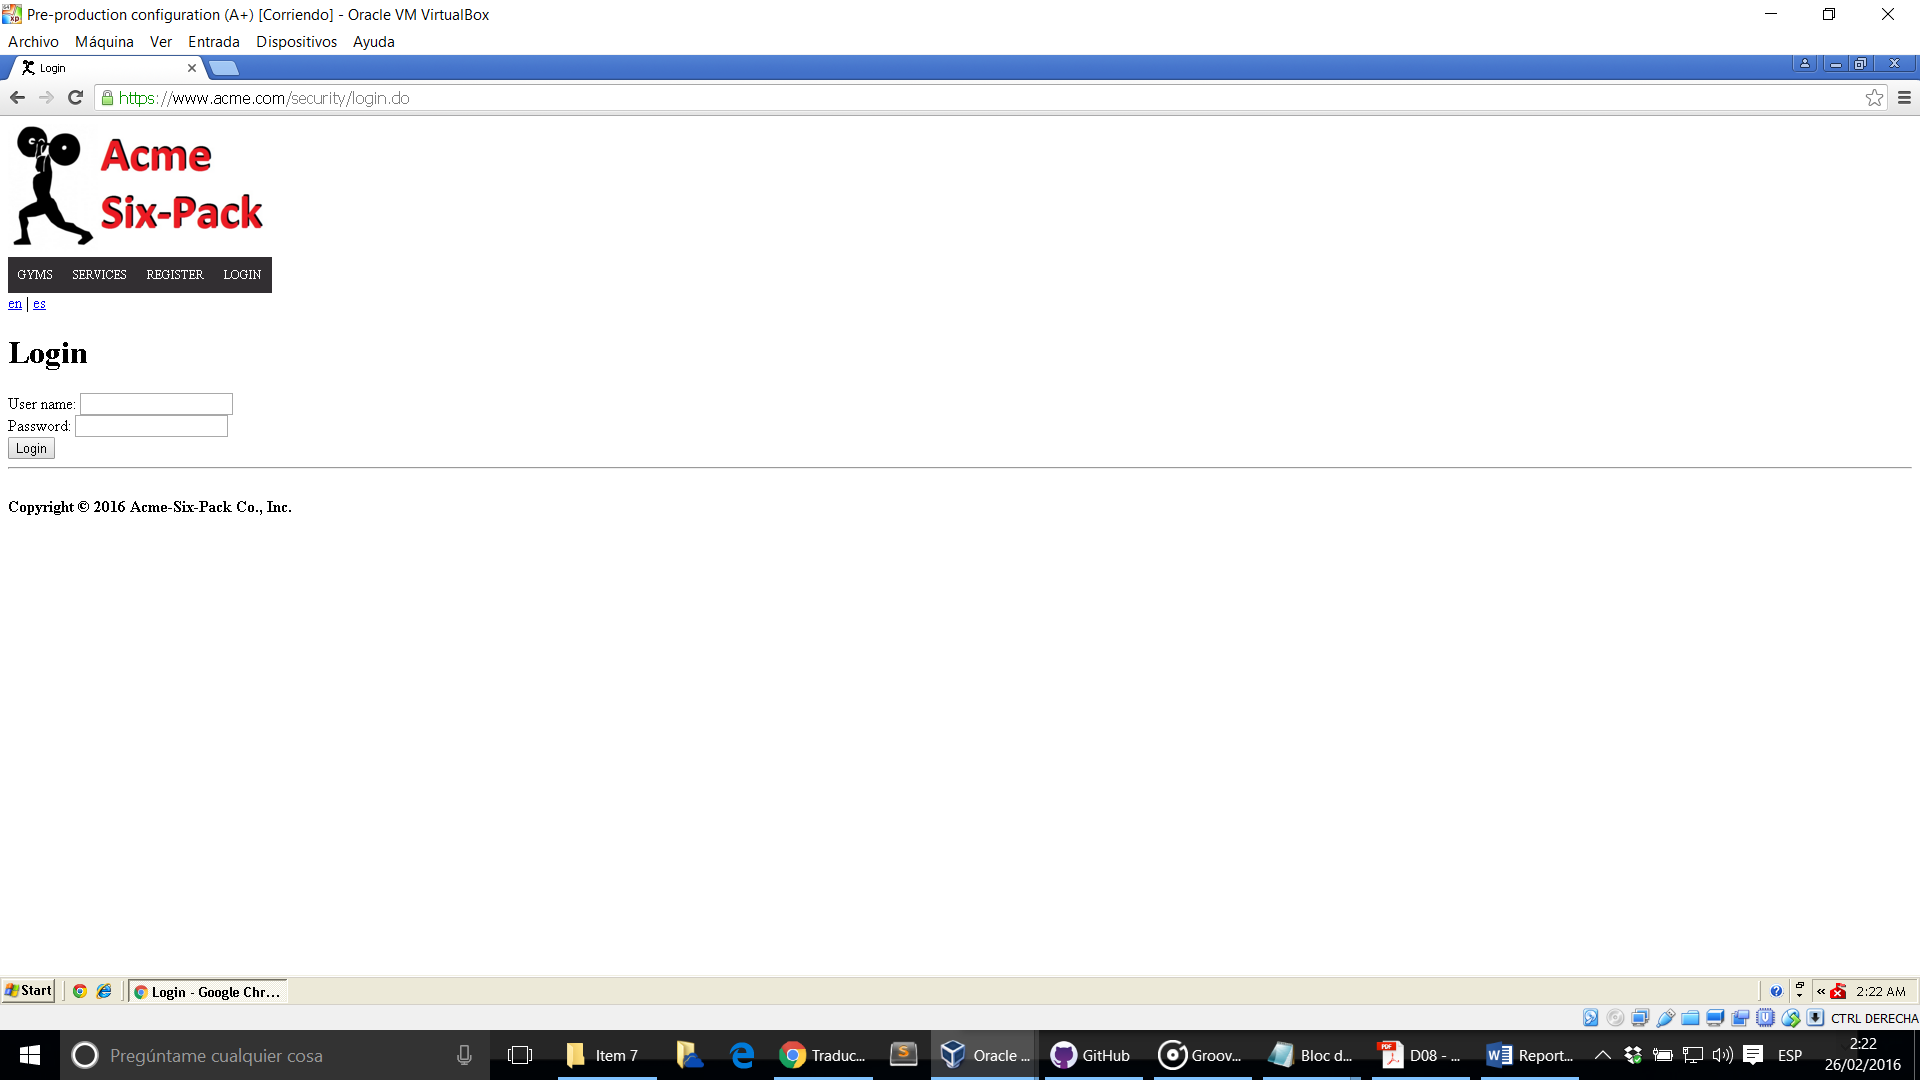 Pre-production configuration (A+) [Corriendo] - Oracle VM VirtualBox
Archivo Máquina Ver Entrada Dispositivos Ayuda
Login
https://www.acme.com/security/login.do
Acme
Six-Pack
GYMS SERVICES REGISTER LOGIN
en | es
Login
User name:
Password:
Login
Copyright © 2016 Acme-Six-Pack Co., Inc.
Start Login - Google Chr... « 2:22 AM
CTRL DERECHA
Pregúntame cualquier cosa Item 7 Traduc... Oracle ... GitHub Groov... Bloc d... D08 - ... Report... ESP 2:22
26/02/2016